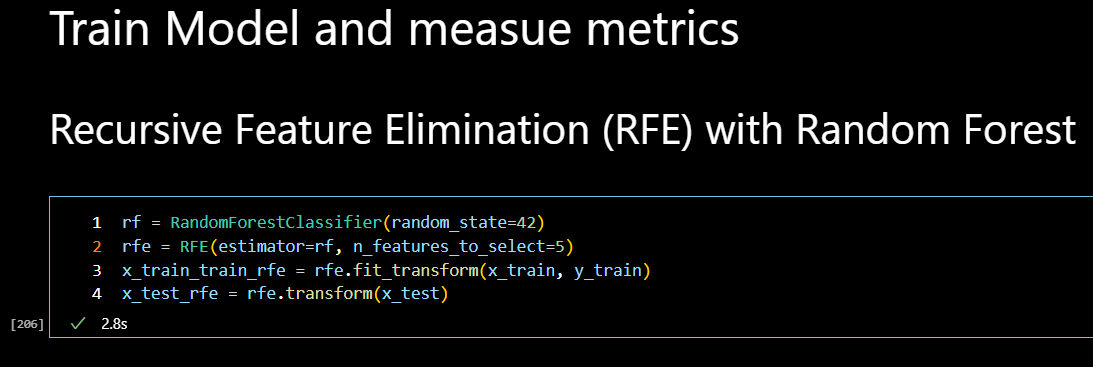 Train Model and measue metrics
Recursive Feature Elimination (RFE) with Random Forest
1 rf = RandomForestClassifier(random_state=42)
2 rfe = RFE(estimator=rf, n_features_to_select=5)
3 x_train_train_rfe = rfe.fit_transform(x_train, y_train)
4 x_test_rfe = rfe.transform(x_test)
[206] ✓ 2.8s